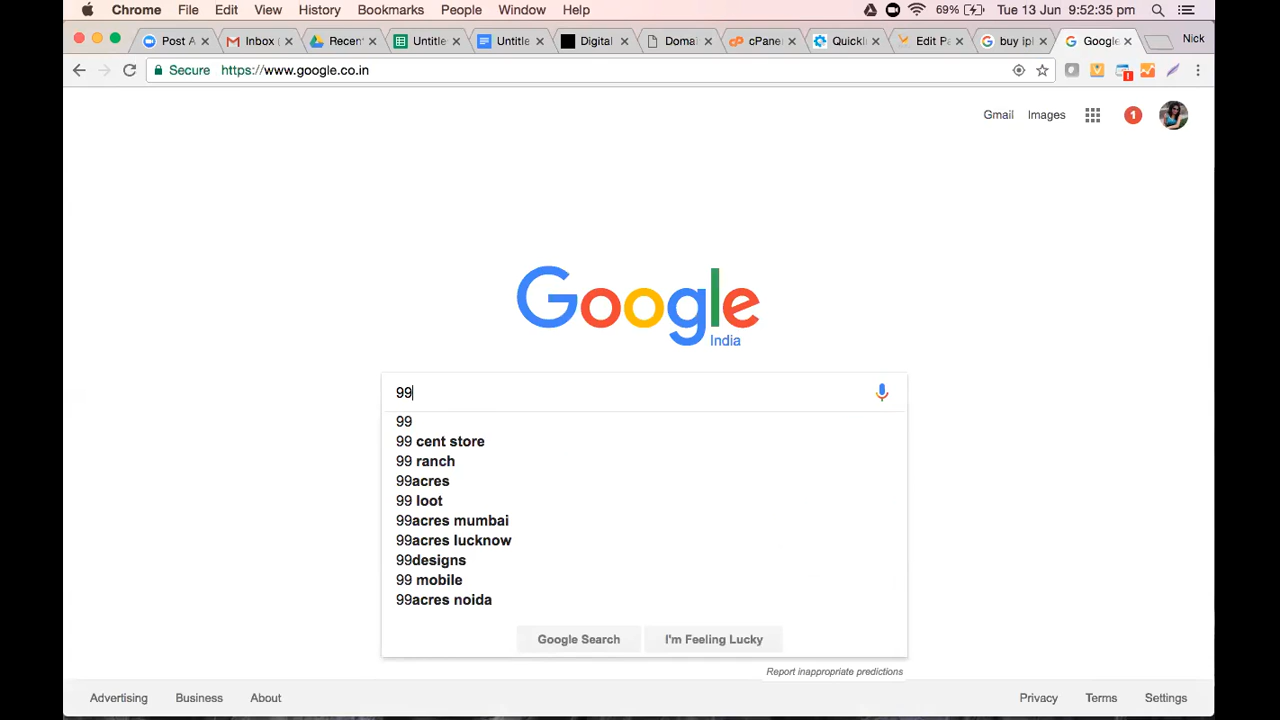 Chrome File Edit View History Bookmarks People Window Help 69% Tue 13 Jun 9:52:35 pm
Post A Inbox Recent Untitle Untitle Digital Domai cPane QuickI Edit P buy ipl Google Nick
Secure https://www.google.co.in
Gmail Images 1
Google
India
99
99
99 cent store
99 ranch
99acres
99 loot
99acres mumbai
99acres lucknow
99designs
99 mobile
99acres noida
Google Search I'm Feeling Lucky
Report inappropriate predictions
Advertising Business About Privacy Terms Settings